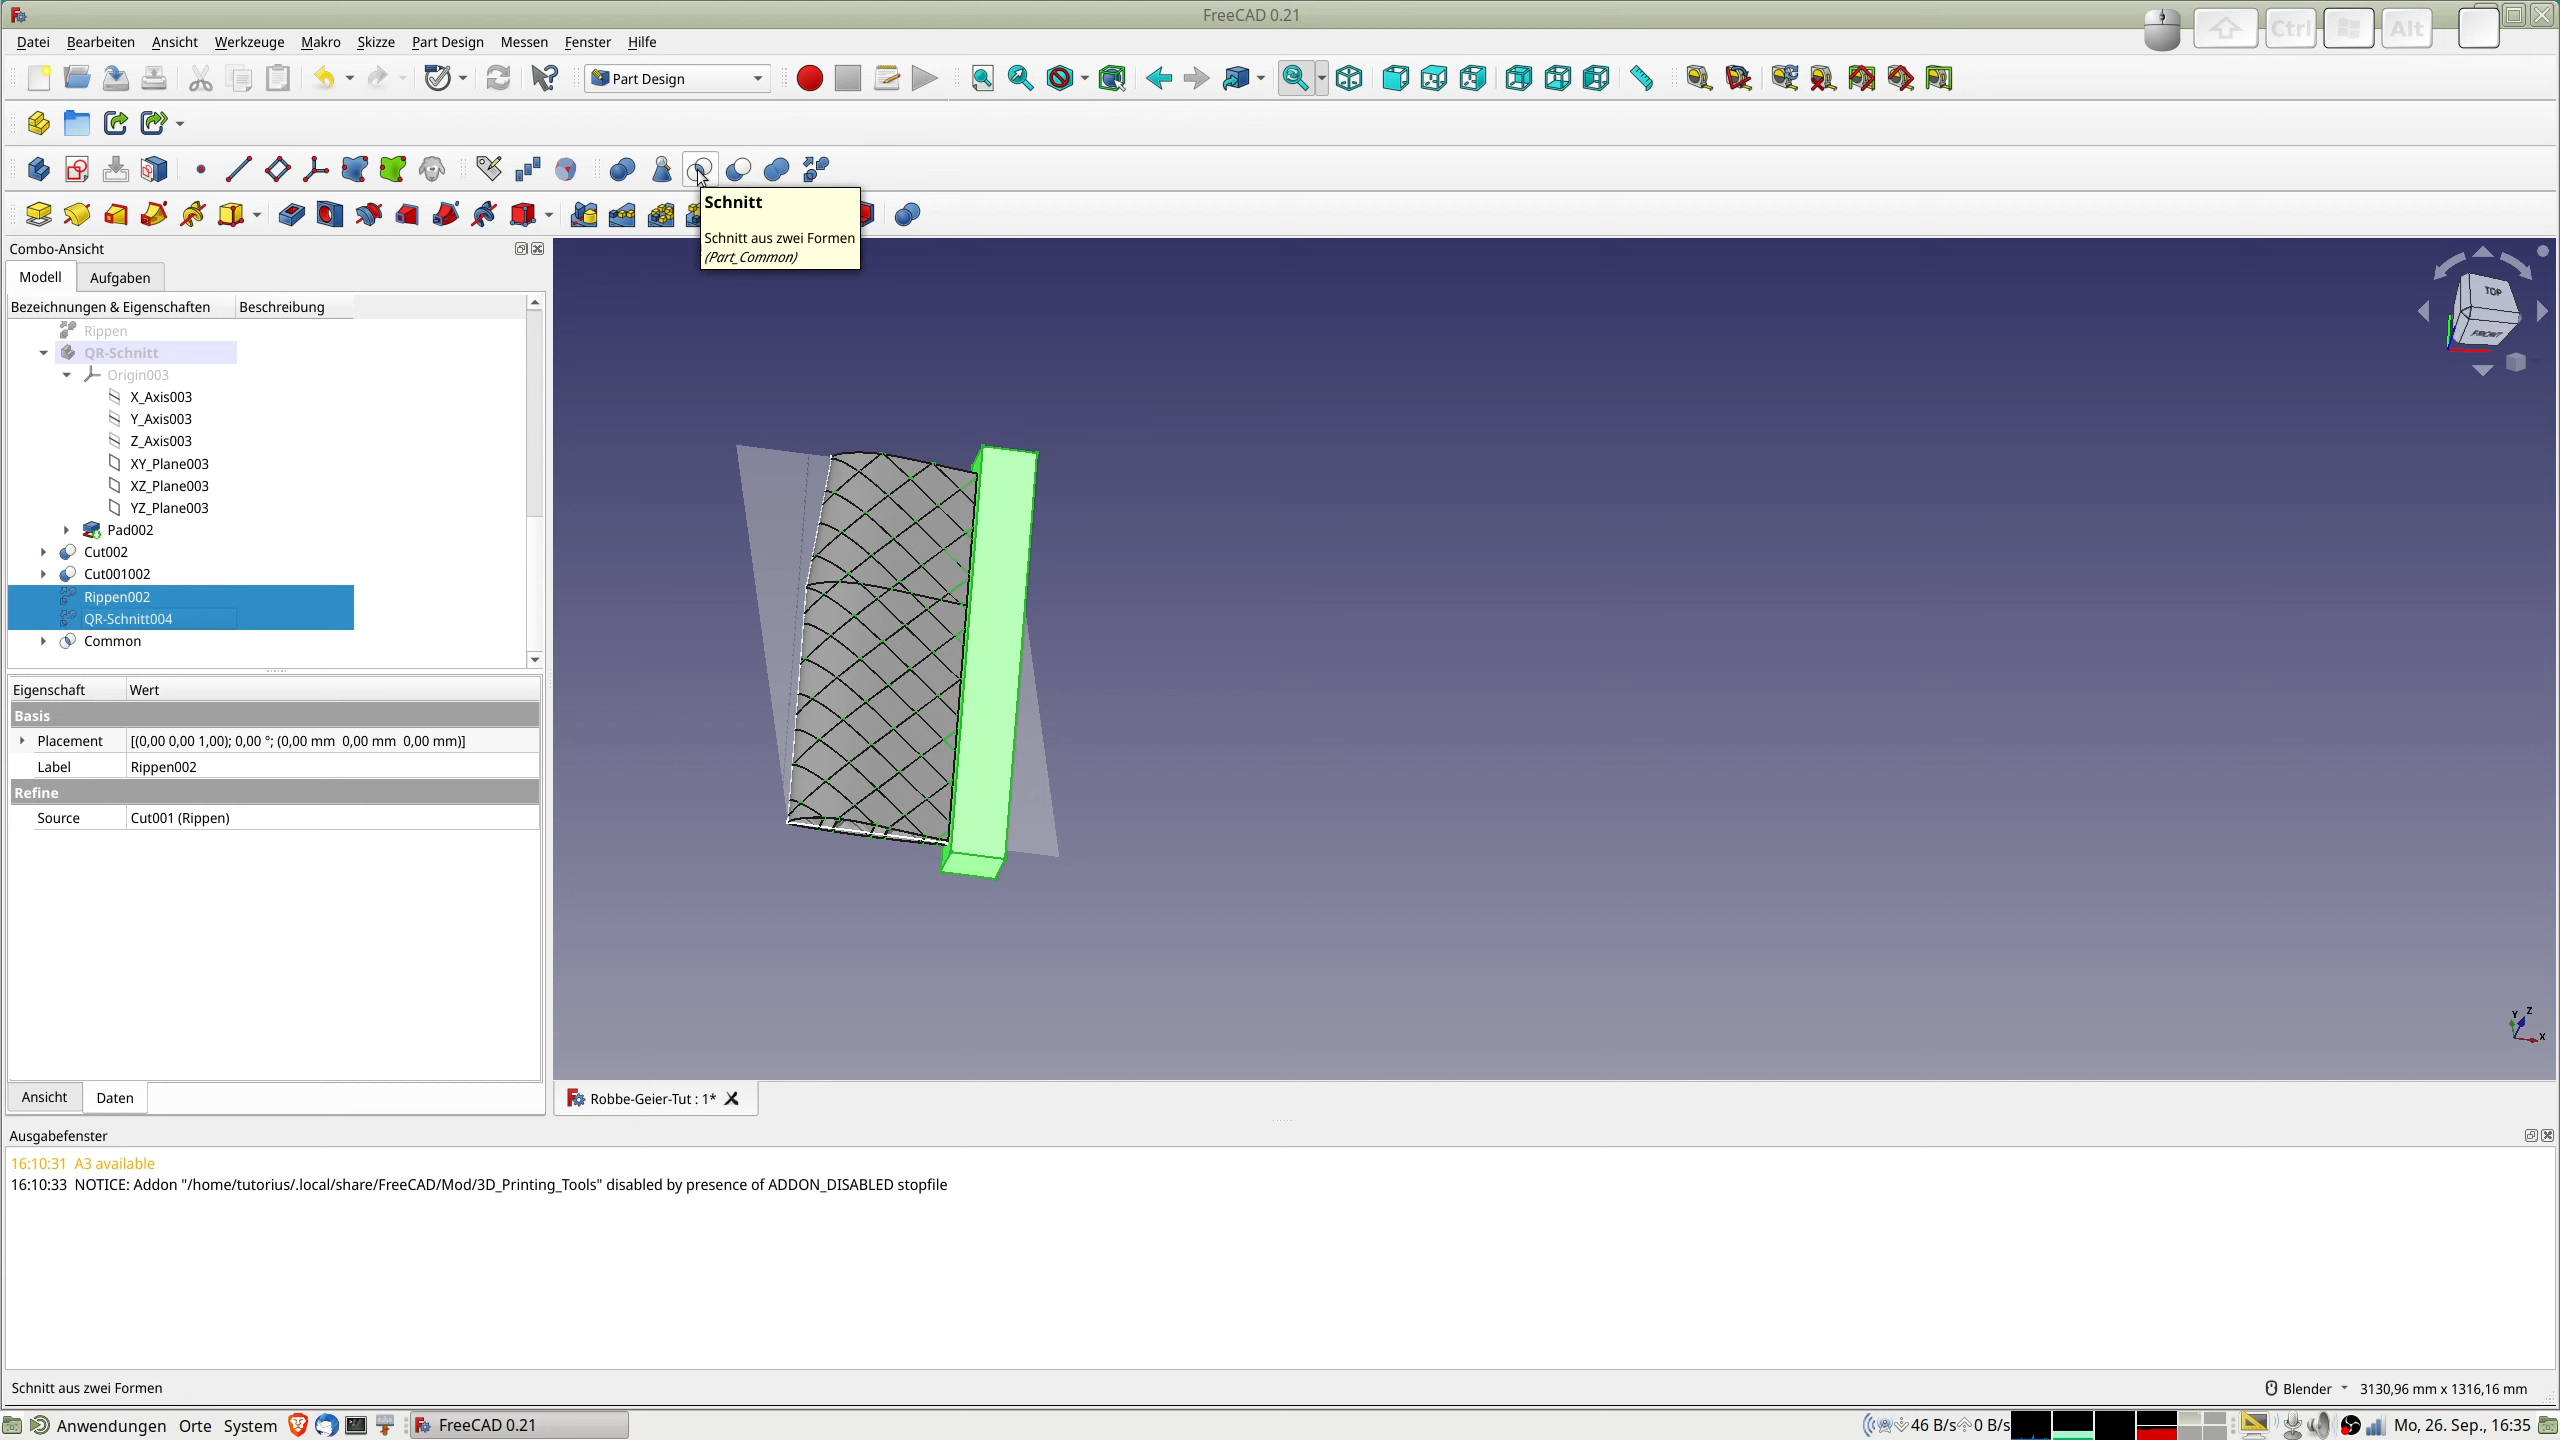 FreeCAD 0.21
Ctrl
Alt
Datei Bearbeiten Ansicht Werkzeuge Makro Skizze Part Design Messen Fenster Hilfe
Part Design
Schnitt
Schnitt aus zwei Formen
(Part_Common)
Combo-Ansicht
Modell Aufgaben
Bezeichnungen & Eigenschaften Beschreibung
Rippen
QR-Schnitt
Origin003
X_Axis003
Y_Axis003
Z_Axis003
XY_Plane003
XZ_Plane003
YZ_Plane003
Pad002
Cut002
Cut001002
Rippen002
QR-Schnitt004
Common
TOP
FRONT
Eigenschaft Wert
Basis
Placement [(0,00 0,00 1,00); 0,00 °; (0,00 mm 0,00 mm 0,00 mm)]
Label Rippen002
Refine
Source Cut001 (Rippen)
Y Z
X
Ansicht Daten
Robbe-Geier-Tut : 1*
Ausgabefenster
16:10:31 A3 available
16:10:33 NOTICE: Addon "/home/tutorius/.local/share/FreeCAD/Mod/3D_Printing_Tools" disabled by presence of ADDON_DISABLED stopfile
Schnitt aus zwei Formen
Blender 3130,96 mm x 1316,16 mm
Anwendungen Orte System FreeCAD 0.21 46 B/s 0 B/s Mo, 26. Sep., 16:35